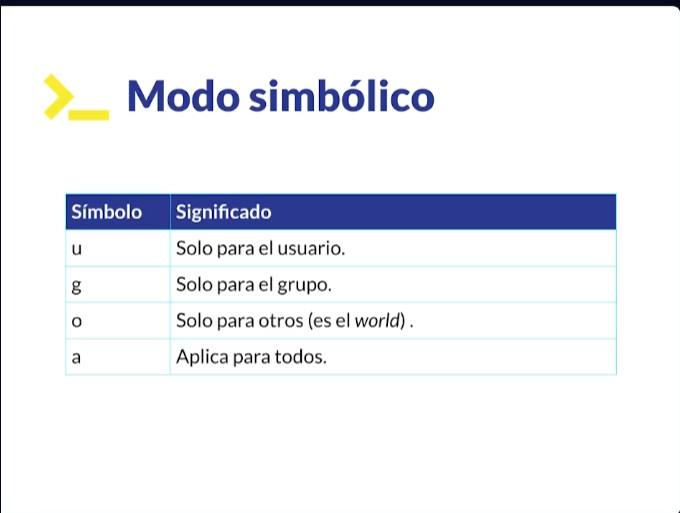 >_ Modo simbólico
Símbolo Significado
u Solo para el usuario.
g Solo para el grupo.
o Solo para otros (es el world) .
a Aplica para todos.